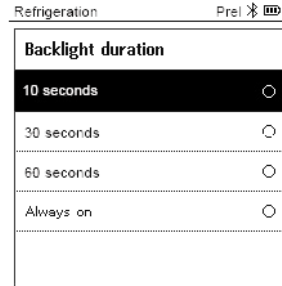 Refrigeration Prel
Backlight duration
10 seconds
30 seconds
60 seconds
Always on